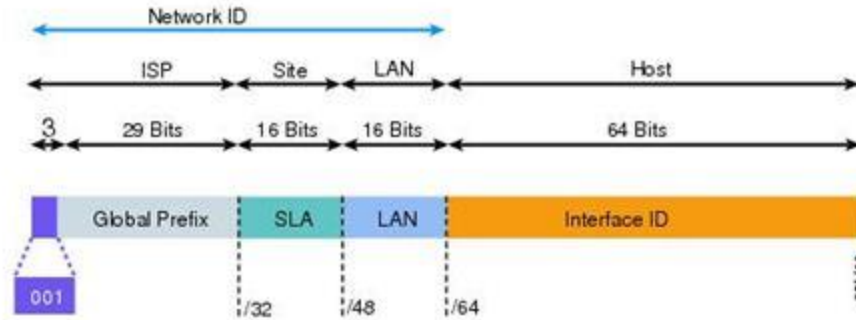 Network ID
ISP Site LAN Host
3 29 Bits 16 Bits 16 Bits 64 Bits
Global Prefix SLA LAN Interface ID
001
/32 /48 /64